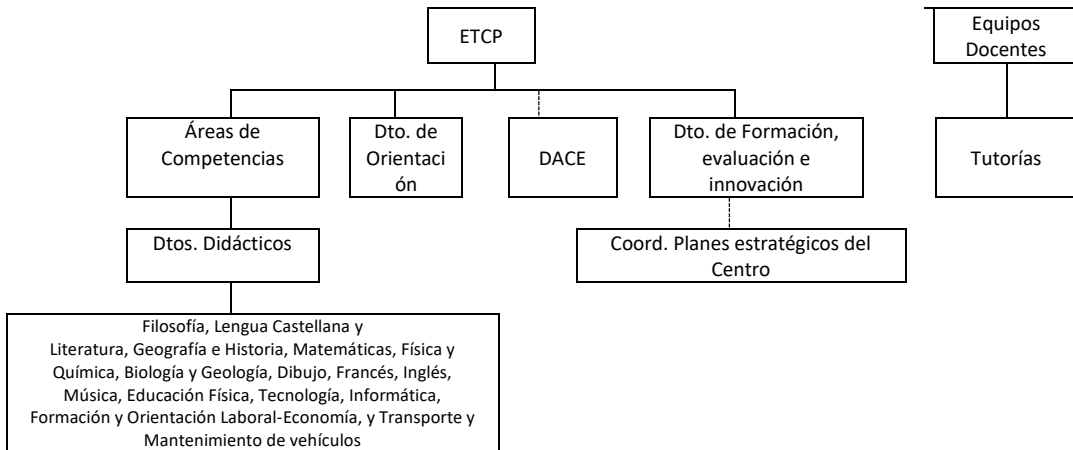 ETCP
Equipos
Docentes
Áreas de
Competencias
Dto. de
Orientaci
ón
DACE
Dto. de Formación,
evaluación e
innovación
Tutorías
Dtos. Didácticos
Coord. Planes estratégicos del
Centro
Filosofía, Lengua Castellana y
Literatura, Geografía e Historia, Matemáticas, Física y
Química, Biología y Geología, Dibujo, Francés, Inglés,
Música, Educación Física, Tecnología, Informática,
Formación y Orientación Laboral-Economía, y Transporte y
Mantenimiento de vehículos